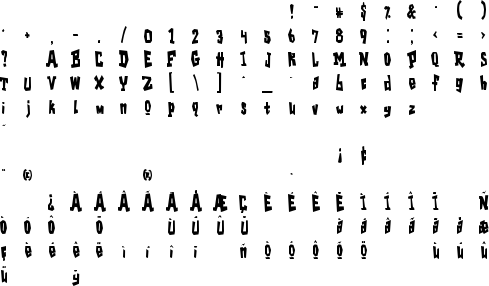 ! " # $ % & ' ( )
* + , - . / 0 1 2 3 4 5 6 7 8 9 : ; < = >
? A B C D E F G H I J K L M N O P Q R S
T U V W X Y Z [ \ ] ^ _ ` a b c d e f g h
i j k l m n o p q r s t u v w x y z
¡ ¢
¨ © ®
¿ À Á Â Ã Ä Å Æ Ç È É Ê Ë Ì Í Î Ï Ñ
Ò Ó Ô Õ Ö Ù Ú Û Ü à á â ã ä å æ
ç è é ê ë ì í î ï ñ ò ó ô õ ö ù ú û
ü ÿ